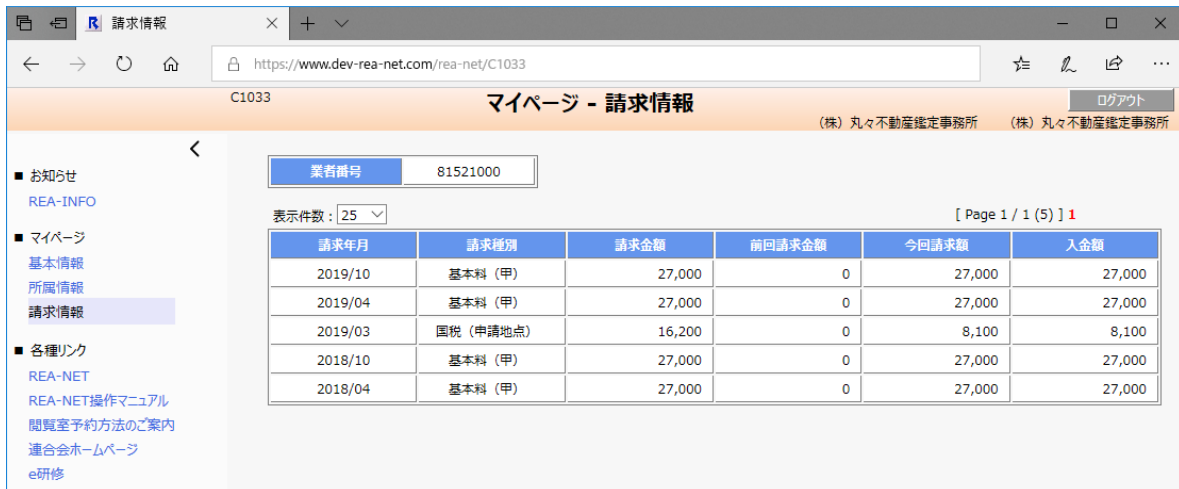 請求情報
https://www.dev-rea-net.com/rea-net/C1033
C1033
マイページ - 請求情報
ログアウト
（株）丸々不動産鑑定事務所 （株）丸々不動産鑑定事務所
■ お知らせ
REA-INFO
■ マイページ
基本情報
所属情報
請求情報
■ 各種リンク
REA-NET
REA-NET操作マニュアル
閲覧室予約方法のご案内
連合会ホームページ
e研修
業者番号 81521000
表示件数：25 [ Page 1 / 1 (5) ] 1
請求年月 請求種別 請求金額 前回請求金額 今回請求額 入金額
2019/10 基本料（甲） 27,000 0 27,000 27,000
2019/04 基本料（甲） 27,000 0 27,000 27,000
2019/03 国税（申請地点） 16,200 0 8,100 8,100
2018/10 基本料（甲） 27,000 0 27,000 27,000
2018/04 基本料（甲） 27,000 0 27,000 27,000